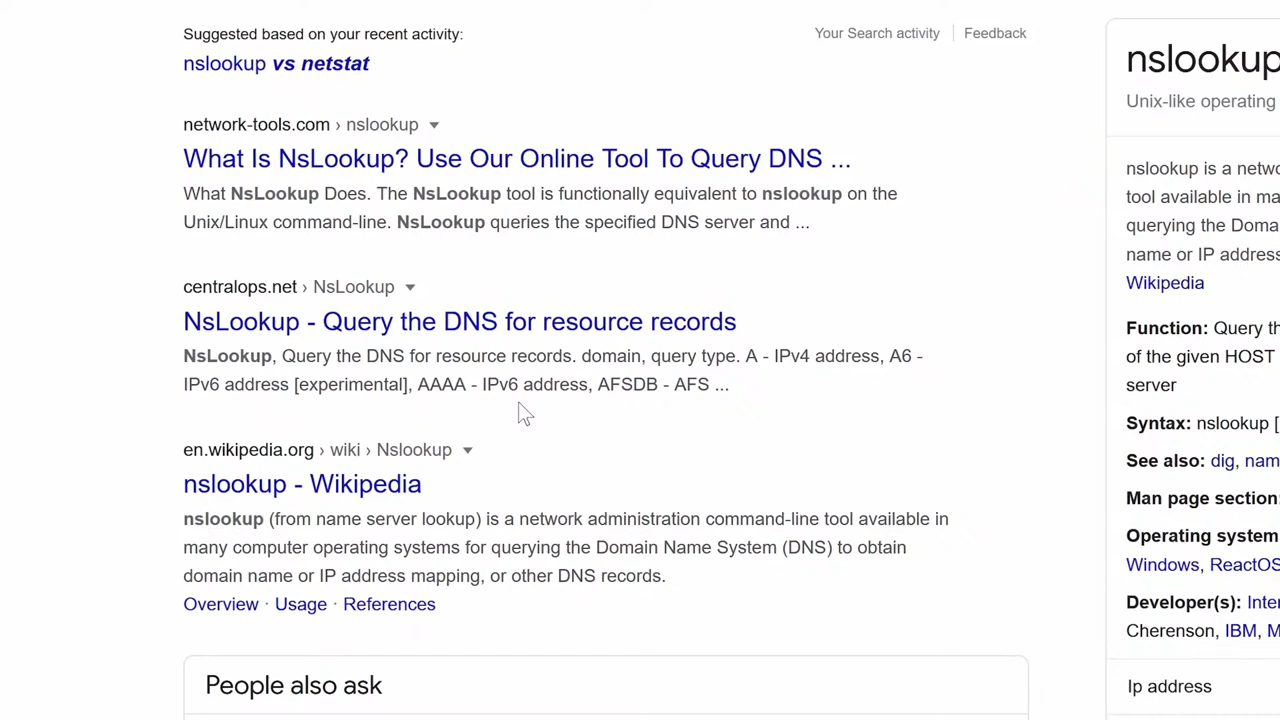 Suggested based on your recent activity:
Your Search activity
Feedback
nslookup vs netstat
network-tools.com › nslookup
What Is NsLookup? Use Our Online Tool To Query DNS ...
What NsLookup Does. The NsLookup tool is functionally equivalent to nslookup on the
Unix/Linux command-line. NsLookup queries the specified DNS server and ...
centralops.net › NsLookup
NsLookup - Query the DNS for resource records
NsLookup, Query the DNS for resource records. domain, query type. A - IPv4 address, A6 -
IPv6 address [experimental], AAAA - IPv6 address, AFSDB - AFS ...
en.wikipedia.org › wiki › Nslookup
nslookup - Wikipedia
nslookup (from name server lookup) is a network administration command-line tool available in
many computer operating systems for querying the Domain Name System (DNS) to obtain
domain name or IP address mapping, or other DNS records.
Overview · Usage · References
People also ask
nslookup
Unix-like operating
nslookup is a netwo
tool available in ma
querying the Doma
name or IP address
Wikipedia
Function: Query th
of the given HOST
server
Syntax: nslookup [
See also: dig, nam
Man page section:
Operating system
Windows, ReactOS
Developer(s): Inte
Cherenson, IBM, M
Ip address